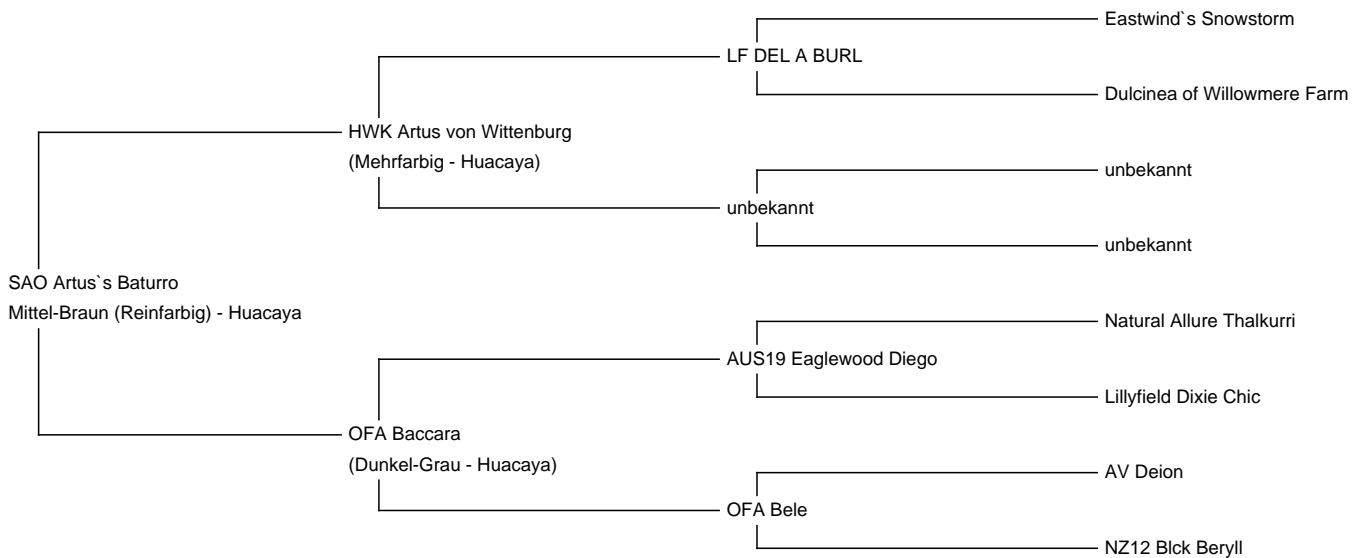 Eastwind`s Snowstorm
LF DEL A BURL
Dulcinea of Willowmere Farm
HWK Artus von Wittenburg
(Mehrfarbig - Huacaya)
unbekannt
unbekannt
unbekannt
SAO Artus`s Baturro
Mittel-Braun (Reinfarbig) - Huacaya
Natural Allure Thalkurri
AUS19 Eaglewood Diego
Lillyfield Dixie Chic
OFA Baccara
(Dunkel-Grau - Huacaya)
AV Deion
OFA Bele
NZ12 Blck Beryll